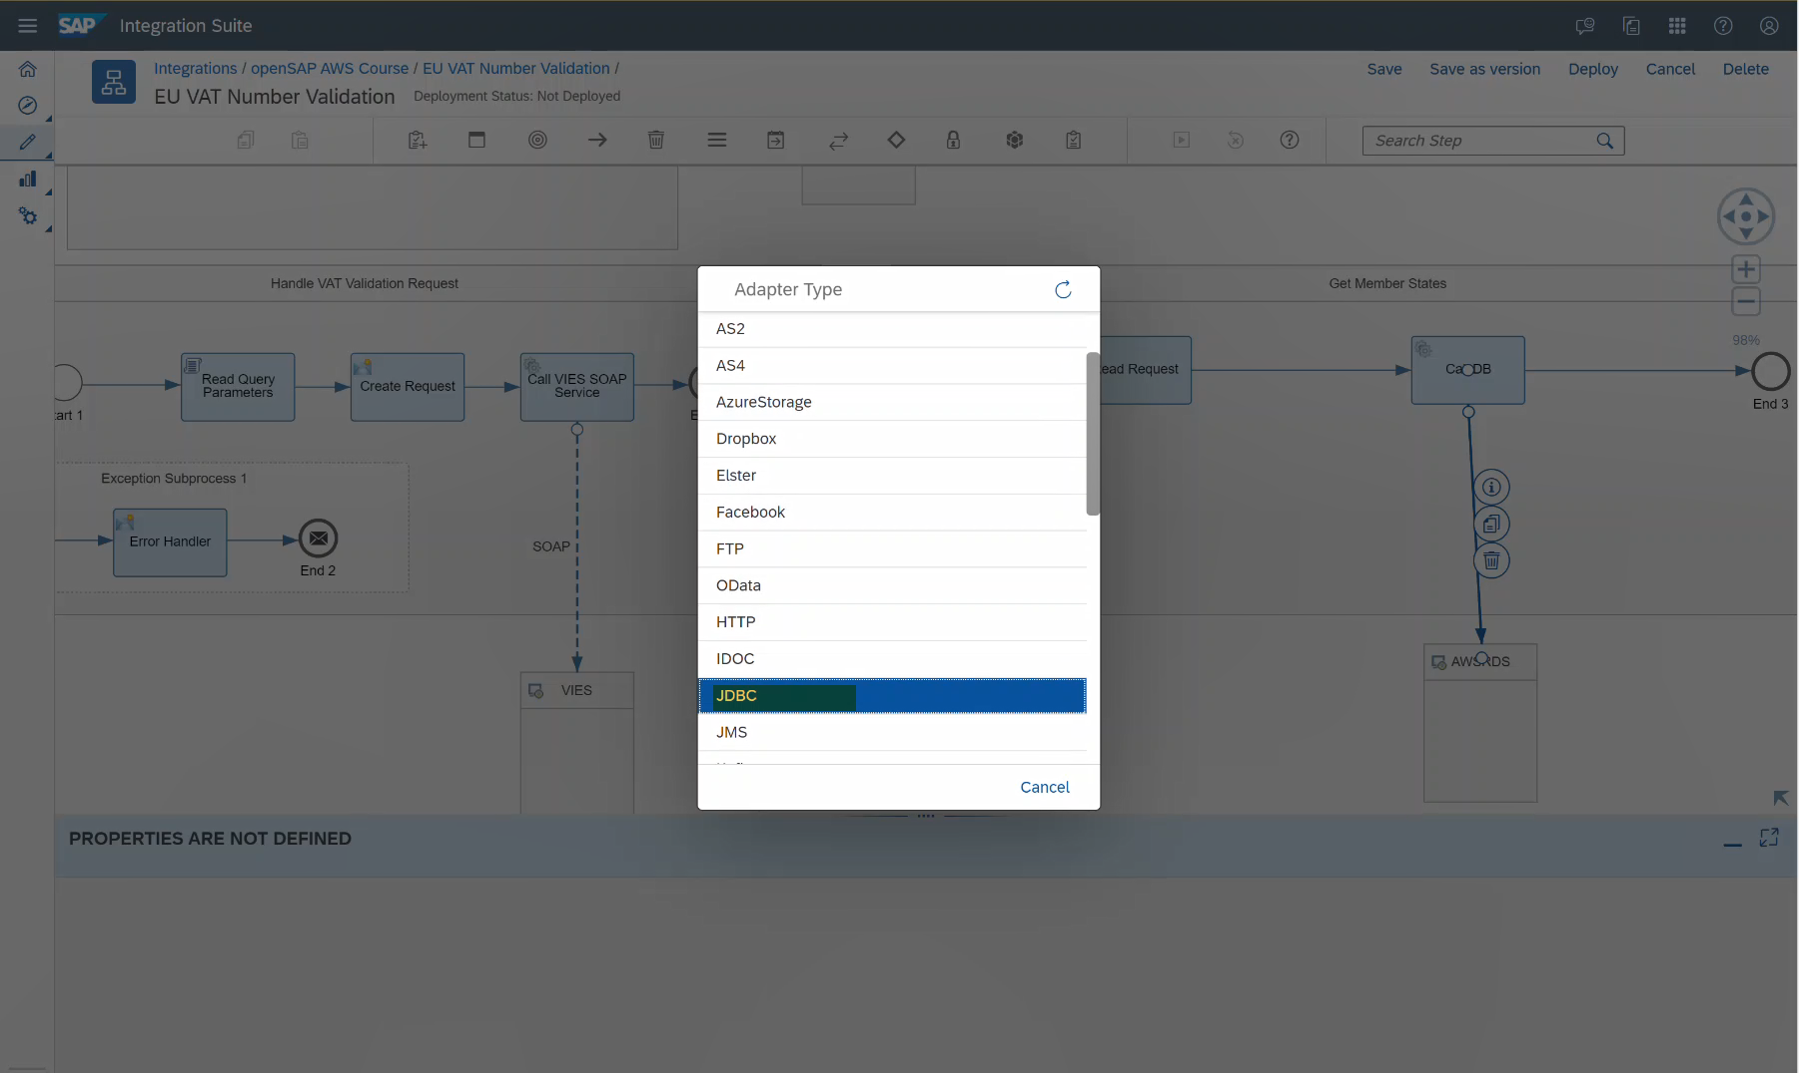 SAP Integration Suite
Integrations / openSAP AWS Course / EU VAT Number Validation /
EU VAT Number Validation Deployment Status: Not Deployed
Save Save as version Deploy Cancel Delete
Search Step
Handle VAT Validation Request
Get Member States
98%
Read Query
Parameters
Create Request
Call VIES SOAP
Service
art 1
E
ead Request
DB
End 3
Exception Subprocess 1
Error Handler
End 2
SOAP
VIES
Adapter Type
AS2
AS4
AzureStorage
Dropbox
Elster
Facebook
FTP
OData
HTTP
IDOC
JDBC
JMS
Cancel
PROPERTIES ARE NOT DEFINED